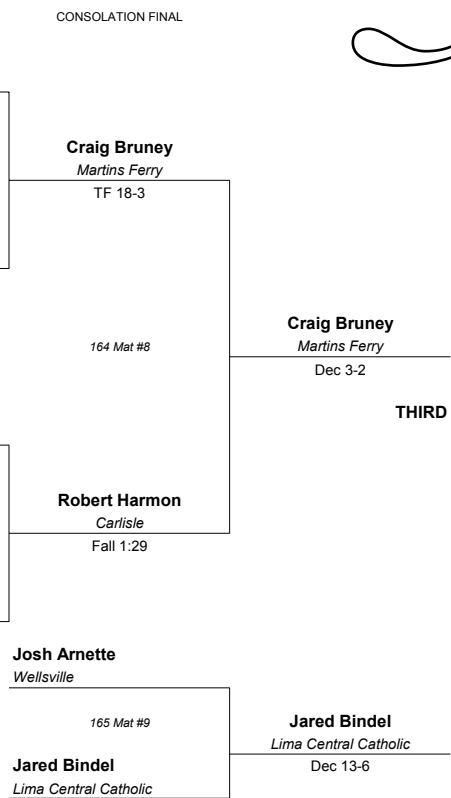 CONSOLATION FINAL
Craig Bruney
Martins Ferry
TF 18-3
164 Mat #8
Craig Bruney
Martins Ferry
Dec 3-2
THIRD
Robert Harmon
Carlisle
Fall 1:29
Josh Arnette
Wellsville
165 Mat #9
Jared Bindel
Lima Central Catholic
Dec 13-6
Jared Bindel
Lima Central Catholic